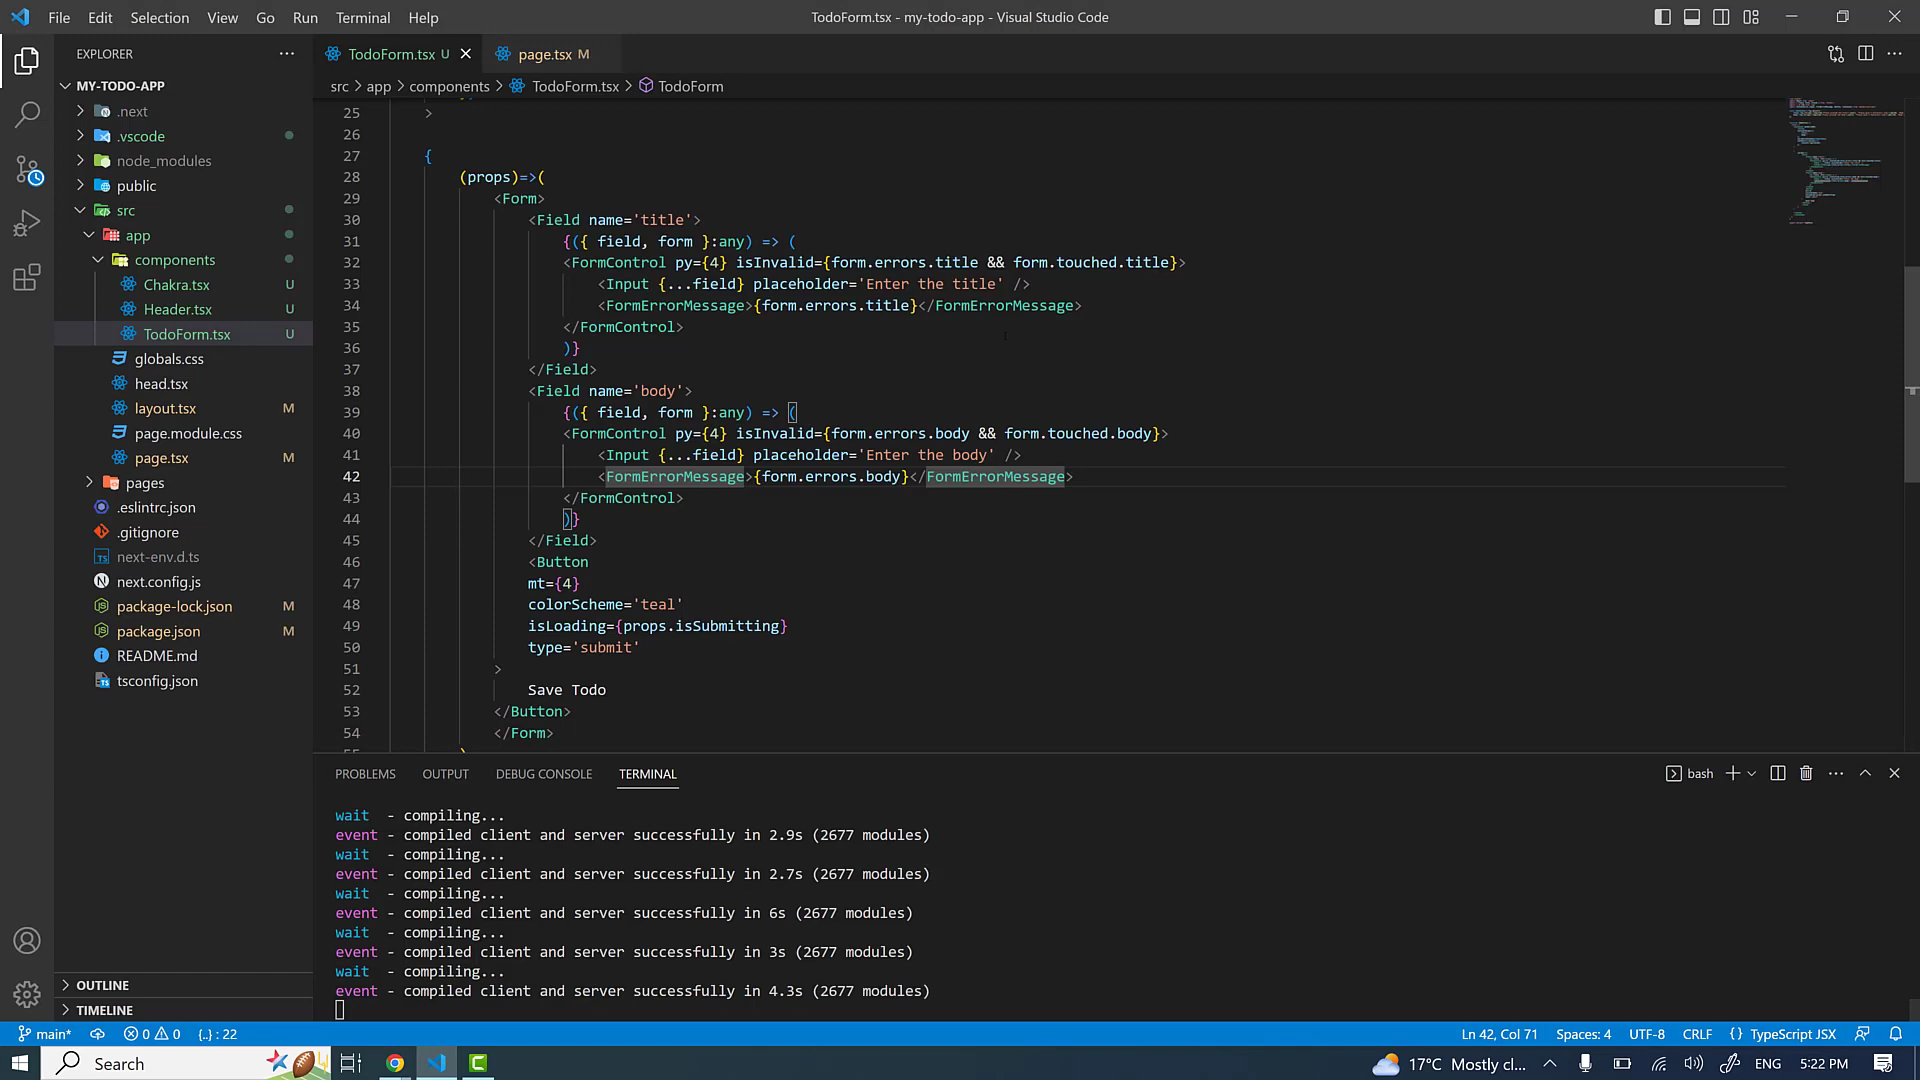 File Edit Selection View Go Run Terminal Help
TodoForm.tsx - my-todo-app - Visual Studio Code
EXPLORER
MY-TODO-APP
.next
.vscode
node_modules
public
src
app
components
Chakra.tsx U
Header.tsx U
TodoForm.tsx U
globals.css
head.tsx
layout.tsx M
page.module.css
page.tsx M
pages
.eslintrc.json
.gitignore
TS next-env.d.ts
next.config.js
package-lock.json M
package.json M
README.md
tsconfig.json
OUTLINE
TIMELINE
TodoForm.tsx U
page.tsx M
src > app > components > TodoForm.tsx > TodoForm
25 >
26
27 {
28 (props)=>(
29 <Form>
30 <Field name='title'>
31 {({ field, form }:any) => (
32 <FormControl py={4} isInvalid={form.errors.title && form.touched.title}>
33 <Input {...field} placeholder='Enter the title' />
34 <FormErrorMessage>{form.errors.title}</FormErrorMessage>
35 </FormControl>
36 )}
37 </Field>
38 <Field name='body'>
39 {({ field, form }:any) => (
40 <FormControl py={4} isInvalid={form.errors.body && form.touched.body}>
41 <Input {...field} placeholder='Enter the body' />
42 <FormErrorMessage>{form.errors.body}</FormErrorMessage>
43 </FormControl>
44 )}
45 </Field>
46 <Button
47 mt={4}
48 colorScheme='teal'
49 isLoading={props.isSubmitting}
50 type='submit'
51 >
52 Save Todo
53 </Button>
54 </Form>
PROBLEMS OUTPUT DEBUG CONSOLE TERMINAL
bash
wait - compiling...
event - compiled client and server successfully in 2.9s (2677 modules)
wait - compiling...
event - compiled client and server successfully in 2.7s (2677 modules)
wait - compiling...
event - compiled client and server successfully in 6s (2677 modules)
wait - compiling...
event - compiled client and server successfully in 3s (2677 modules)
wait - compiling...
event - compiled client and server successfully in 4.3s (2677 modules)
main* 0 0 {..} : 22
Ln 42, Col 71 Spaces: 4 UTF-8 CRLF { } TypeScript JSX
Search
17°C Mostly cl... ENG 5:22 PM